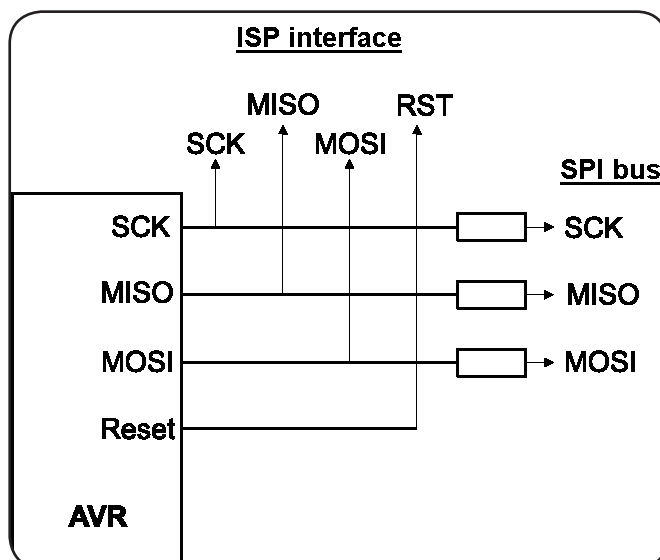 ISP interface
MISO RST
SCK MOSI
SPI bus
SCK SCK
MISO MISO
MOSI MOSI
Reset
AVR